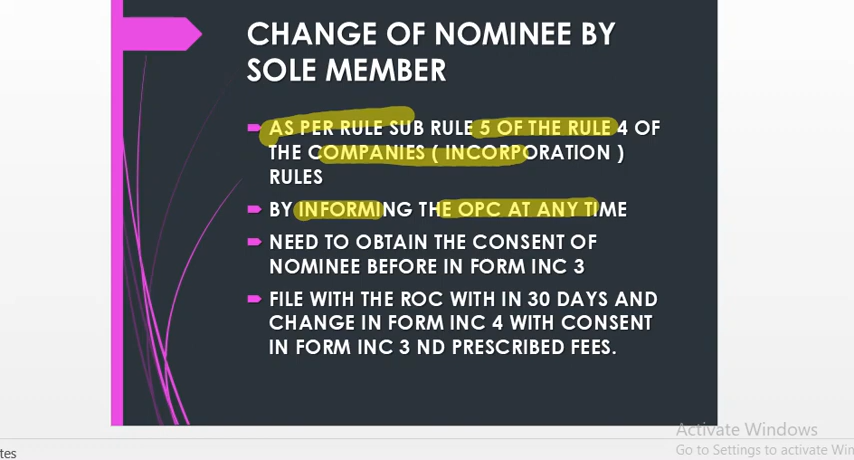 CHANGE OF NOMINEE BY
SOLE MEMBER
AS PER RULE SUB RULE 5 OF THE RULE 4 OF
THE COMPANIES ( INCORPORATION )
RULES
BY INFORMING THE OPC AT ANY TIME
NEED TO OBTAIN THE CONSENT OF
NOMINEE BEFORE IN FORM INC 3
FILE WITH THE ROC WITH IN 30 DAYS AND
CHANGE IN FORM INC 4 WITH CONSENT
IN FORM INC 3 ND PRESCRIBED FEES.
Activate Windows
Go to Settings to activate Win
tes